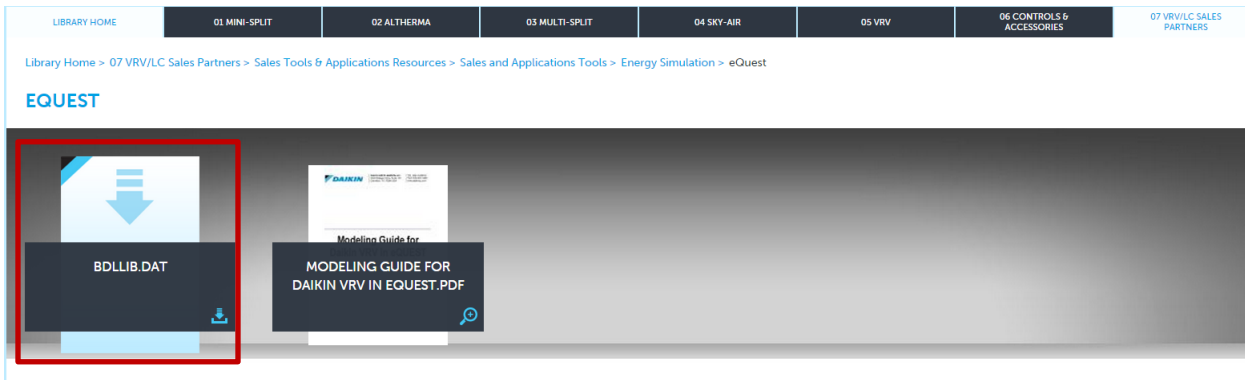 LIBRARY HOME
01 MINI-SPLIT
02 ALTHERMA
03 MULTI-SPLIT
04 SKY-AIR
05 VRV
06 CONTROLS &
ACCESSORIES
07 VRV/LC SALES
PARTNERS
Library Home > 07 VRV/LC Sales Partners > Sales Tools & Applications Resources > Sales and Applications Tools > Energy Simulation > eQuest
EQUEST
DAIKIN
Modeling Guide for
BDLLIB.DAT
MODELING GUIDE FOR
DAIKIN VRV IN EQUEST.PDF